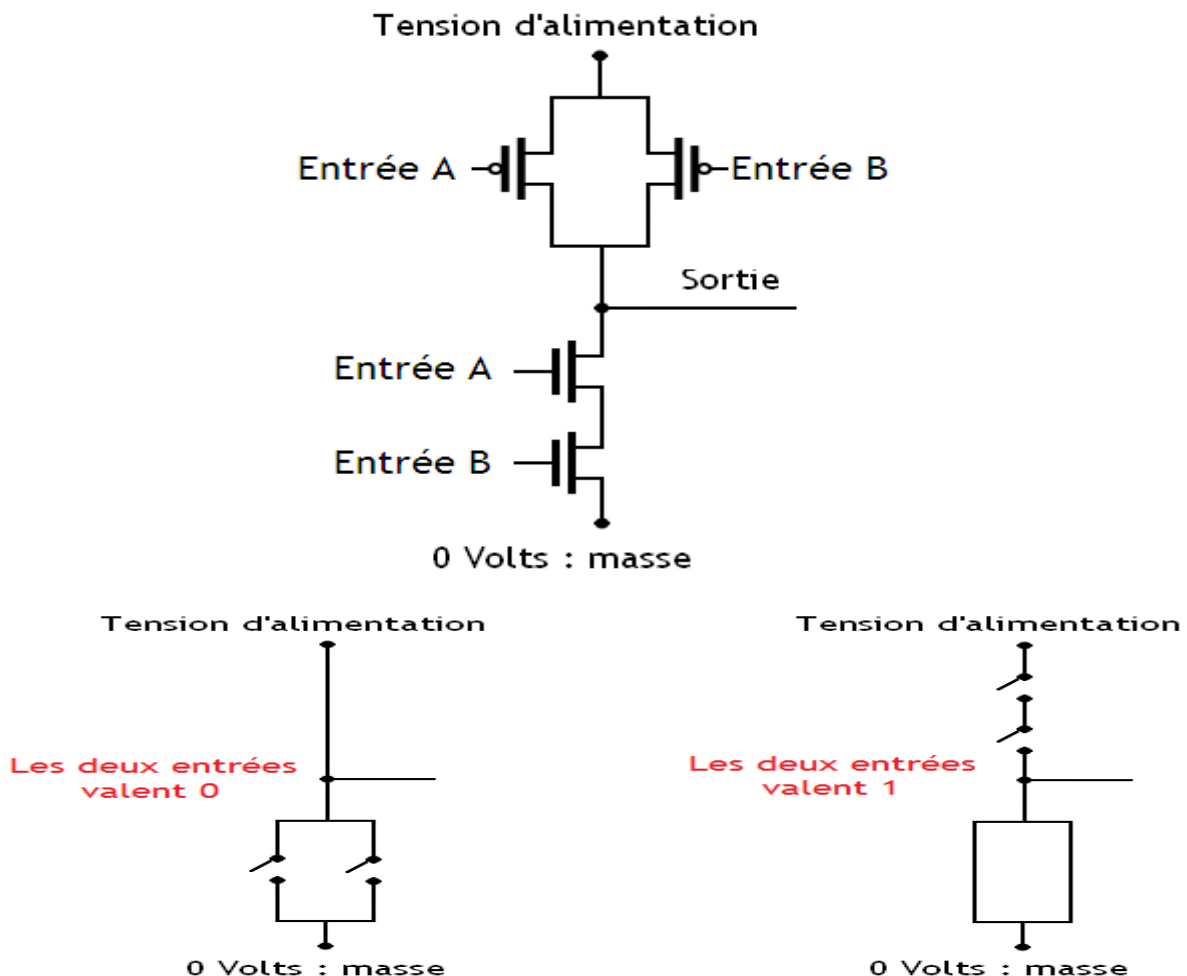 Tension d'alimentation
Entrée A
Entrée B
Sortie
Entrée A
Entrée B
0 Volts : masse
Tension d'alimentation
Les deux entrées
valent 0
0 Volts : masse
Tension d'alimentation
Les deux entrées
valent 1
0 Volts : masse